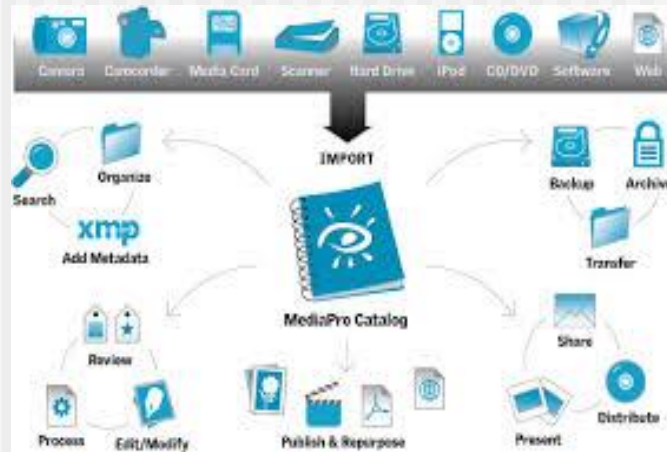 Camera Camcorder Media Card Scanner Hard Drive iPod CD/DVD Software Web
IMPORT
Organize
Search
xmp
Add Metadata
Backup Archive
Transfer
MediaPro Catalog
Review
Process Edit/Modify
Publish & Repurpose
Share
Distribute
Present